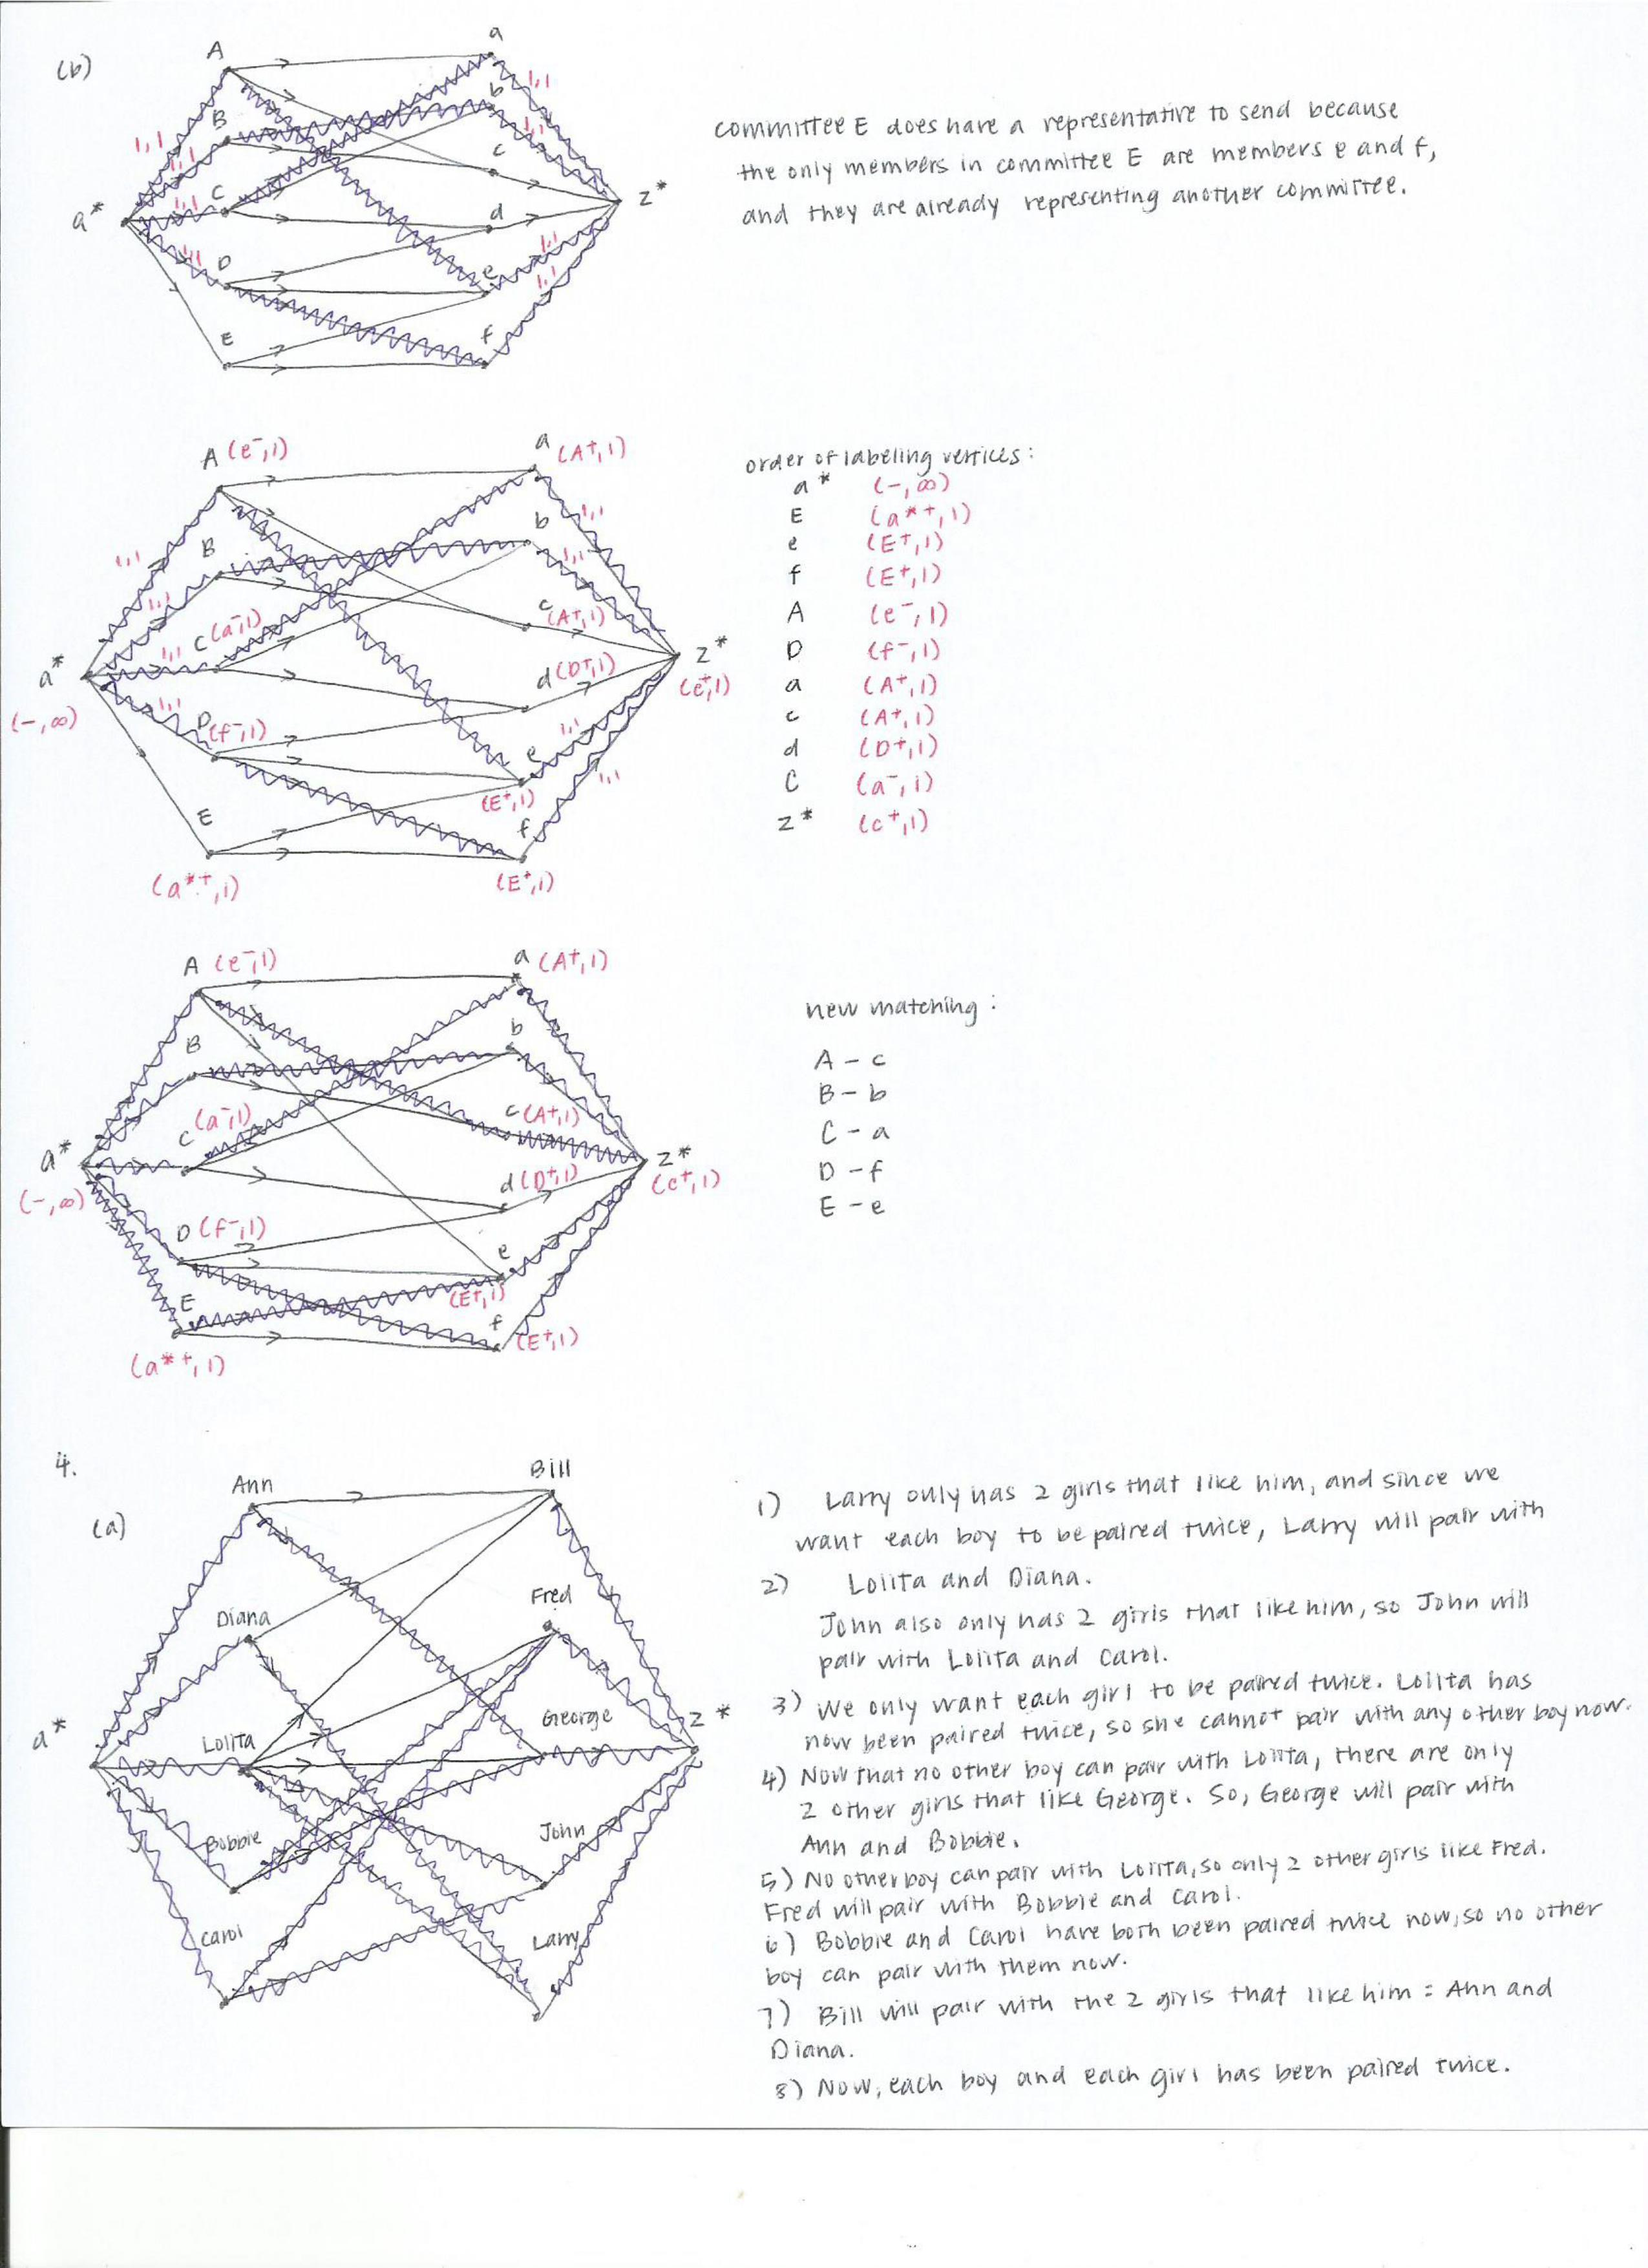 (b)
A
a
1,1
B
b
1,1
1,1
1,1
c
1,1
C
a*
z*
d
1,1
D
1,1
e
1,1
E
f
committee E does have a representative to send because
the only members in committee E are members e and f,
and they are already representing another committee.
A (e⁻,1)
a (A⁺,1)
1,1
b
1,1
B
1,1
1,1
c (A⁺,1)
C (a⁻,1)
1,1
a*
(-,∞)
z*
(c⁺,1)
d (D⁺,1)
1,1
D (f⁻,1)
1,1
e
(E⁺,1)
1,1
E
(a*⁺,1)
f
(E⁺,1)
order of labeling vertices:
a* (-,∞)
E (a*⁺,1)
e (E⁺,1)
f (E⁺,1)
A (e⁻,1)
D (f⁻,1)
a (A⁺,1)
c (A⁺,1)
d (D⁺,1)
C (a⁻,1)
z* (c⁺,1)
A (e⁻,1)
a (A⁺,1)
B
b
C (a⁻,1)
c (A⁺,1)
a*
(-,∞)
z*
(c⁺,1)
d (D⁺,1)
D (f⁻,1)
e
(E⁺,1)
E
(a*⁺,1)
f
(E⁺,1)
new matching:
A - c
B - b
C - a
D - f
E - e
4.
(a)
Ann
Bill
Diana
Fred
a*
Lolita
George
z*
Bobbie
John
Carol
Larry
1) Larry only has 2 girls that like him, and since we
want each boy to be paired twice, Larry will pair with
2) Lolita and Diana.
John also only has 2 girls that like him, so John will
pair with Lolita and Carol.
3) We only want each girl to be paired twice. Lolita has
now been paired twice, so she cannot pair with any other boy now.
4) Now that no other boy can pair with Lolita, there are only
2 other girls that like George. So, George will pair with
Ann and Bobbie.
5) No other boy can pair with Lolita, so only 2 other girls like Fred.
Fred will pair with Bobbie and Carol.
6) Bobbie and Carol have both been paired twice now, so no other
boy can pair with them now.
7) Bill will pair with the 2 girls that like him = Ann and
Diana.
8) Now, each boy and each girl has been paired twice.